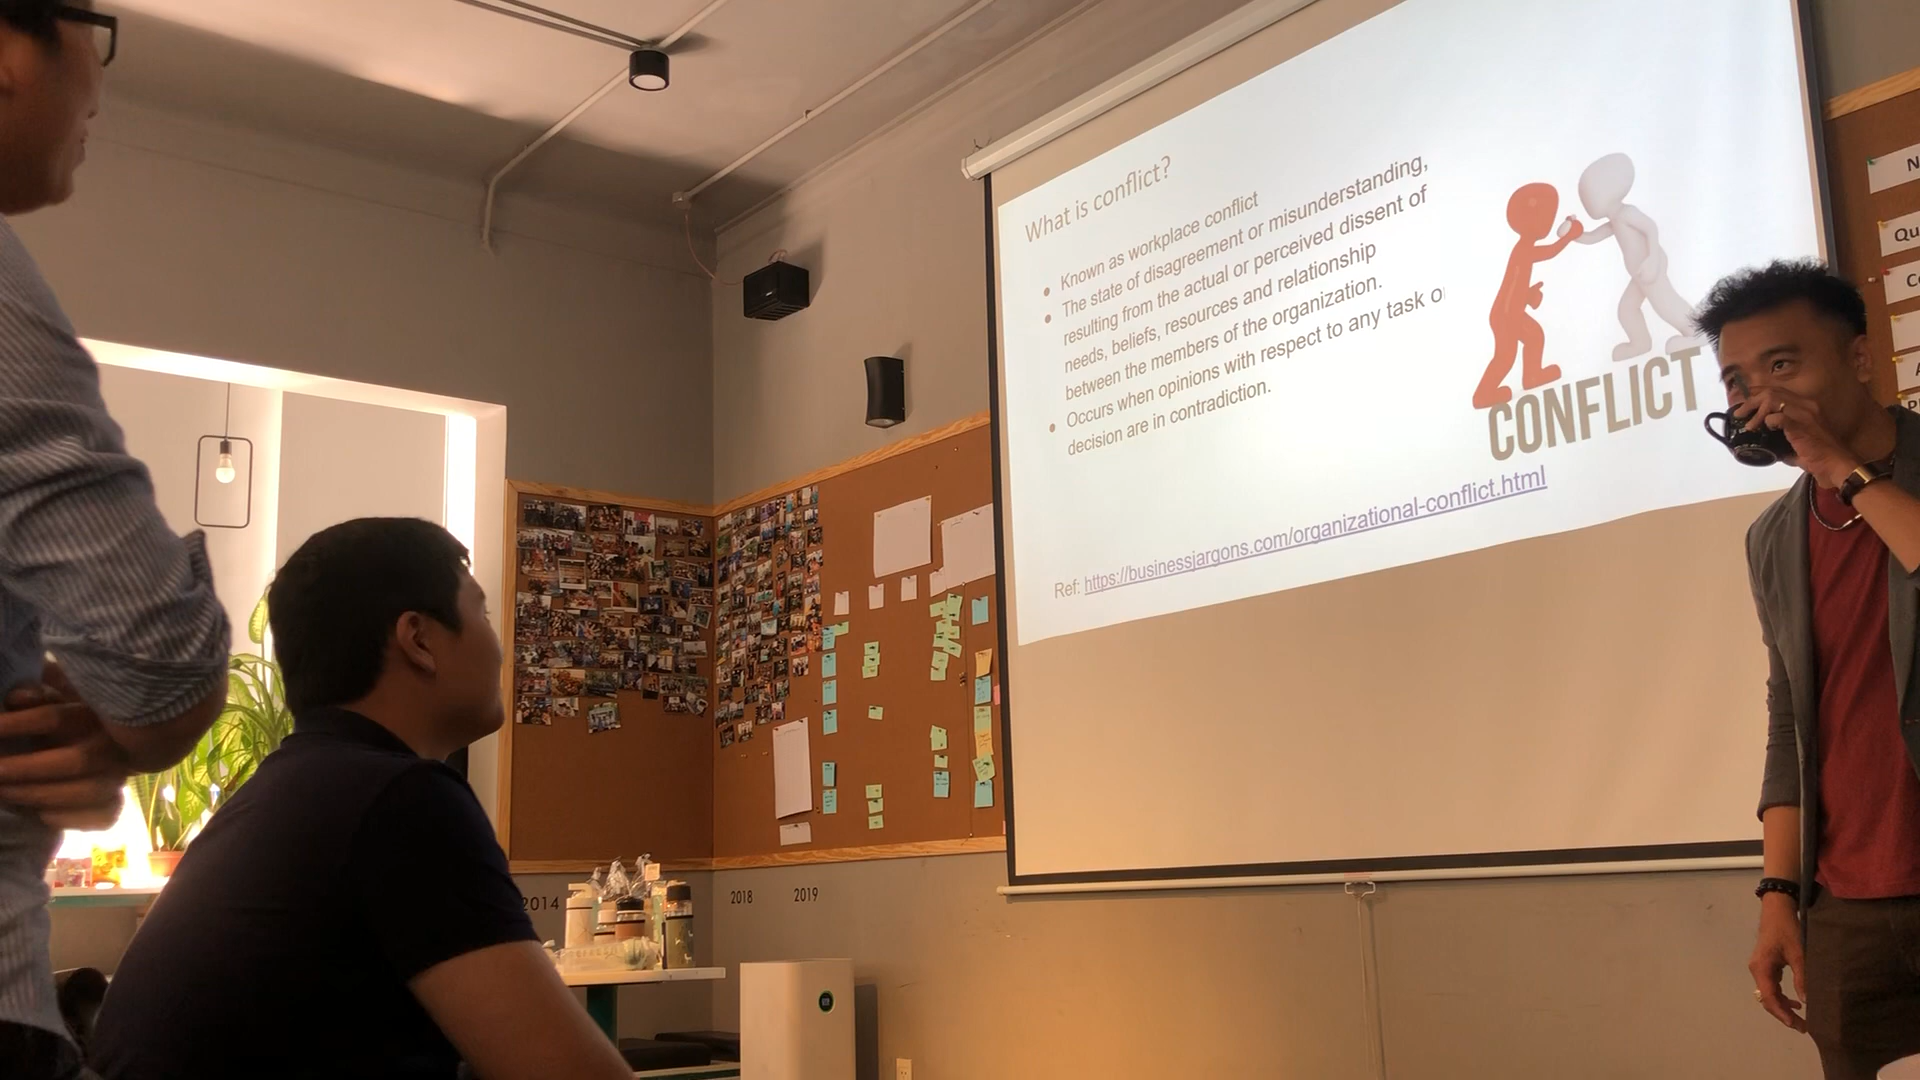 What is conflict?
● Known as workplace conflict
● The state of disagreement or misunderstanding,
resulting from the actual or perceived dissent of
needs, beliefs, resources and relationship
between the members of the organization.
● Occurs when opinions with respect to any task o
decision are in contradiction.
CONFLICT
Ref: https://businessjargons.com/organizational-conflict.html
N
Qu
Co
A
2014
2018
2019